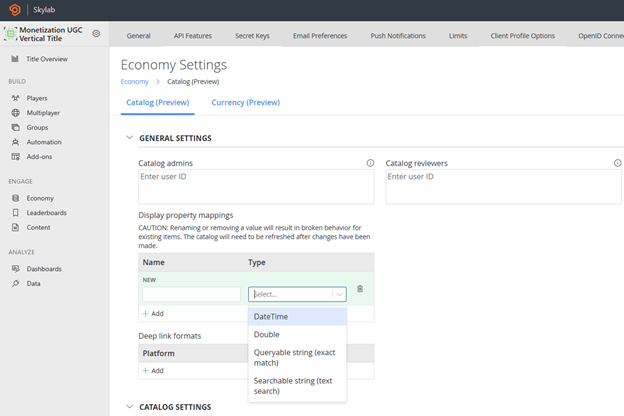 Skylab
Monetization UGC
Vertical Title
General
API Features
Secret Keys
Email Preferences
Push Notifications
Limits
Client Profile Options
OpenID Connec
Title Overview
BUILD
Players
Multiplayer
Groups
Automation
Add-ons
ENGAGE
Economy
Leaderboards
Content
ANALYZE
Dashboards
Data
Economy Settings
Economy > Catalog (Preview)
Catalog (Preview)
Currency (Preview)
GENERAL SETTINGS
Catalog admins
Enter user ID
Catalog reviewers
Enter user ID
Display property mappings
CAUTION: Renaming or removing a value will result in broken behavior for
existing items. The catalog will need to be refreshed after changes have been
made.
Name Type
NEW
Select...
+ Add
DateTime
Double
Queryable string (exact
match)
Searchable string (text
search)
Deep link formats
Platform
+ Add
CATALOG SETTINGS